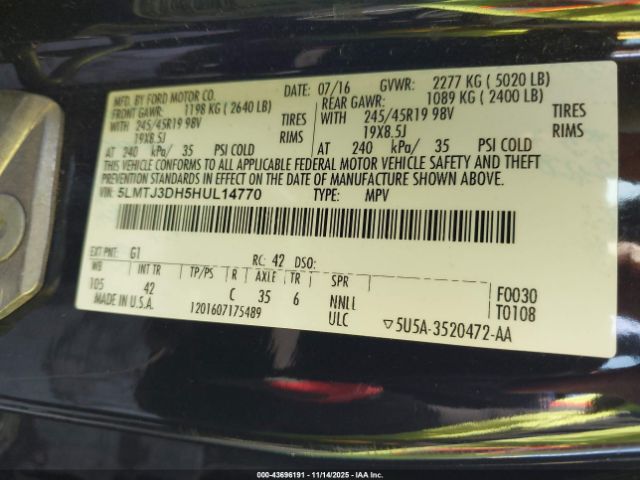 MFD. BY FORD MOTOR CO. 07/16 GVWR: 2277 KG ( 5020 LB)
FRONT GAWR: 1198 KG ( 2640 LB) REAR GAWR: 1089 KG ( 2400 LB)
WITH 245/45R19 98V TIRES WITH 245/45R19 98V TIRES
19X8.5J RIMS 19X8.5J RIMS
AT 240 kPa/ 35 PSI COLD AT 240 kPa/ 35 PSI COLD
THIS VEHICLE CONFORMS TO ALL APPLICABLE FEDERAL MOTOR VEHICLE SAFETY AND THEFT
PREVENTION STANDARDS IN EFFECT ON THE DATE OF MANUFACTURE SHOWN ABOVE.
VIN: 5LMTJ3DH5HUL14770 TYPE: MPV
EXT PNT: G1 RC: 42 DSO:
WB INT TR TP/PS R AXLE TR SPR
105 42 C 35 6 NNLL F0030
MADE IN U.S.A. 1201607175489 ULC T0108
▽5U5A-3520472-AA
000-43696191 - 11/14/2025 - IAA, Inc.